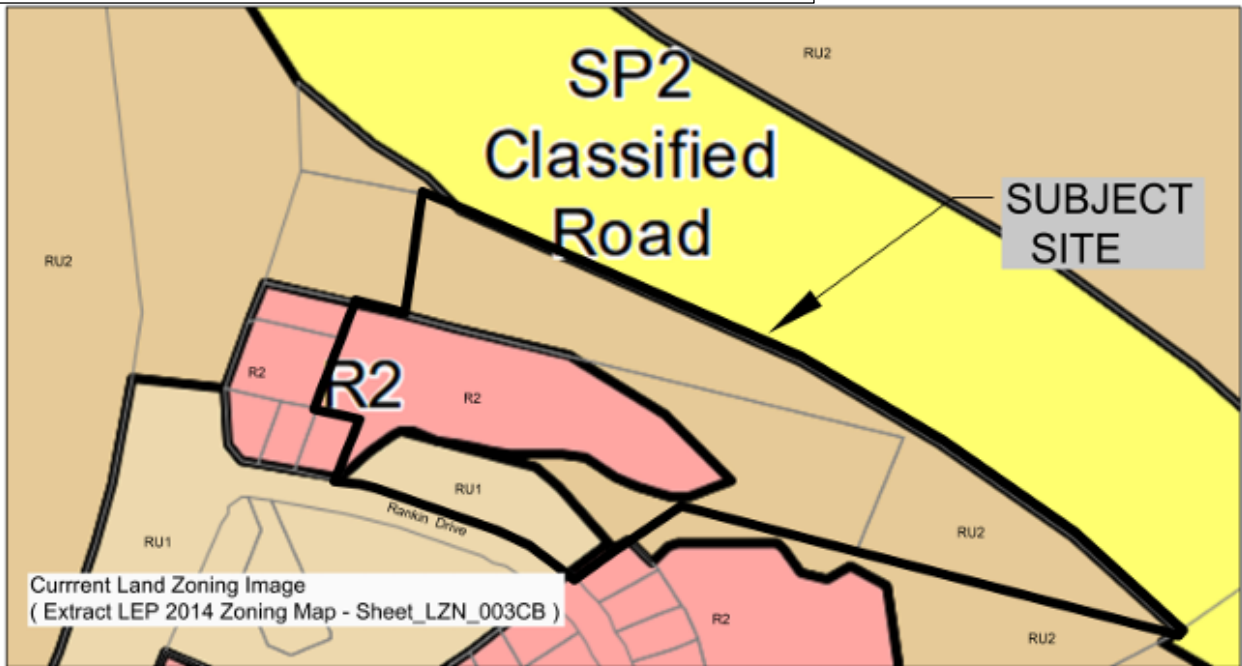 RU2
SP2
Classified
Road
SUBJECT
SITE
RU2
R2
R2
R2
RU1
Rankin Drive
RU2
RU1
Currrent Land Zoning Image
( Extract LEP 2014 Zoning Map - Sheet_LZN_003CB )
R2
RU2